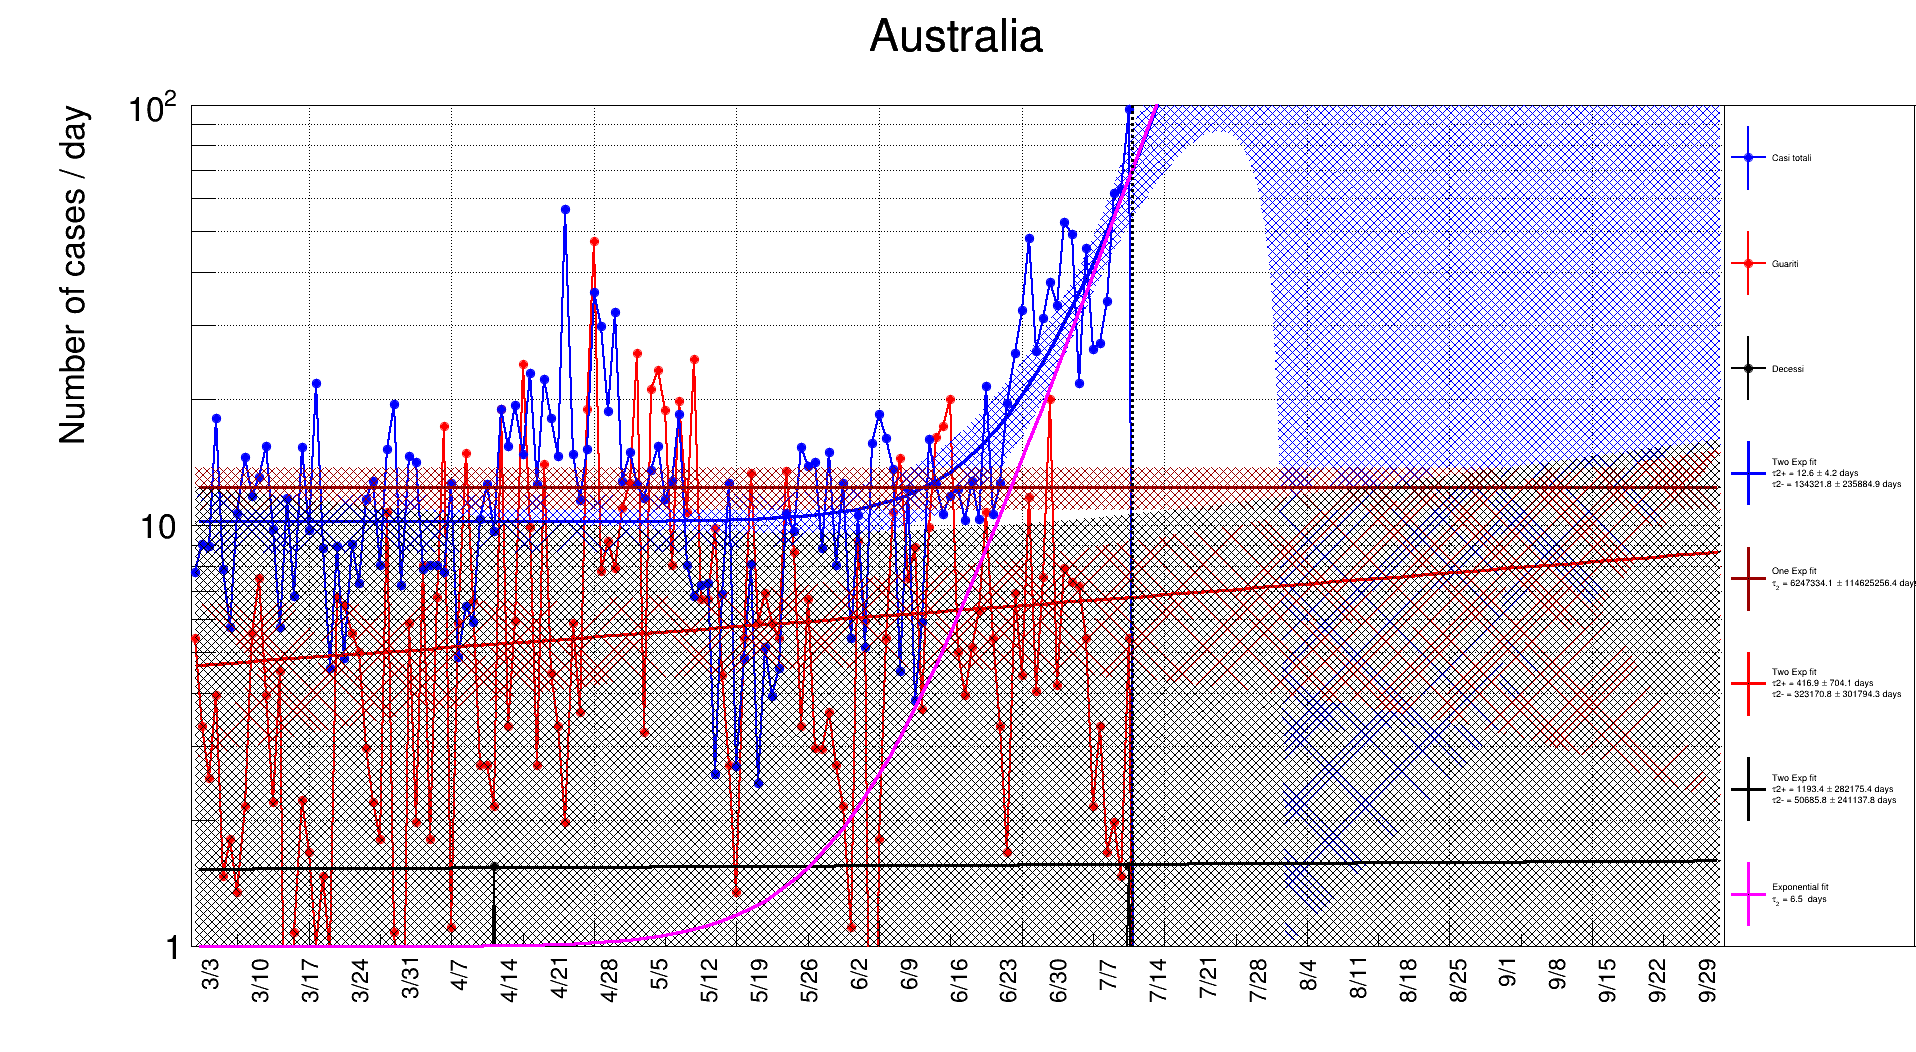 Australia
Number of cases / day
10²
10
1
3/3
3/10
3/17
3/24
3/31
4/7
4/14
4/21
4/28
5/5
5/12
5/19
5/26
6/2
6/9
6/16
6/23
6/30
7/7
7/14
7/21
7/28
8/4
8/11
8/18
8/25
9/1
9/8
9/15
9/22
9/29
Casi totali
Guariti
Decessi
Two Exp fit
τ2+ = 12.6 ± 4.2 days
τ2- = 134321.8 ± 235884.9 days
One Exp fit
τ₂ = 6247334.1 ± 114625256.4 days
Two Exp fit
τ2+ = 416.9 ± 704.1 days
τ2- = 323170.8 ± 301794.3 days
Two Exp fit
τ2+ = 1193.4 ± 282175.4 days
τ2- = 50685.8 ± 241137.8 days
Exponential fit
τ₂ = 6.5 days